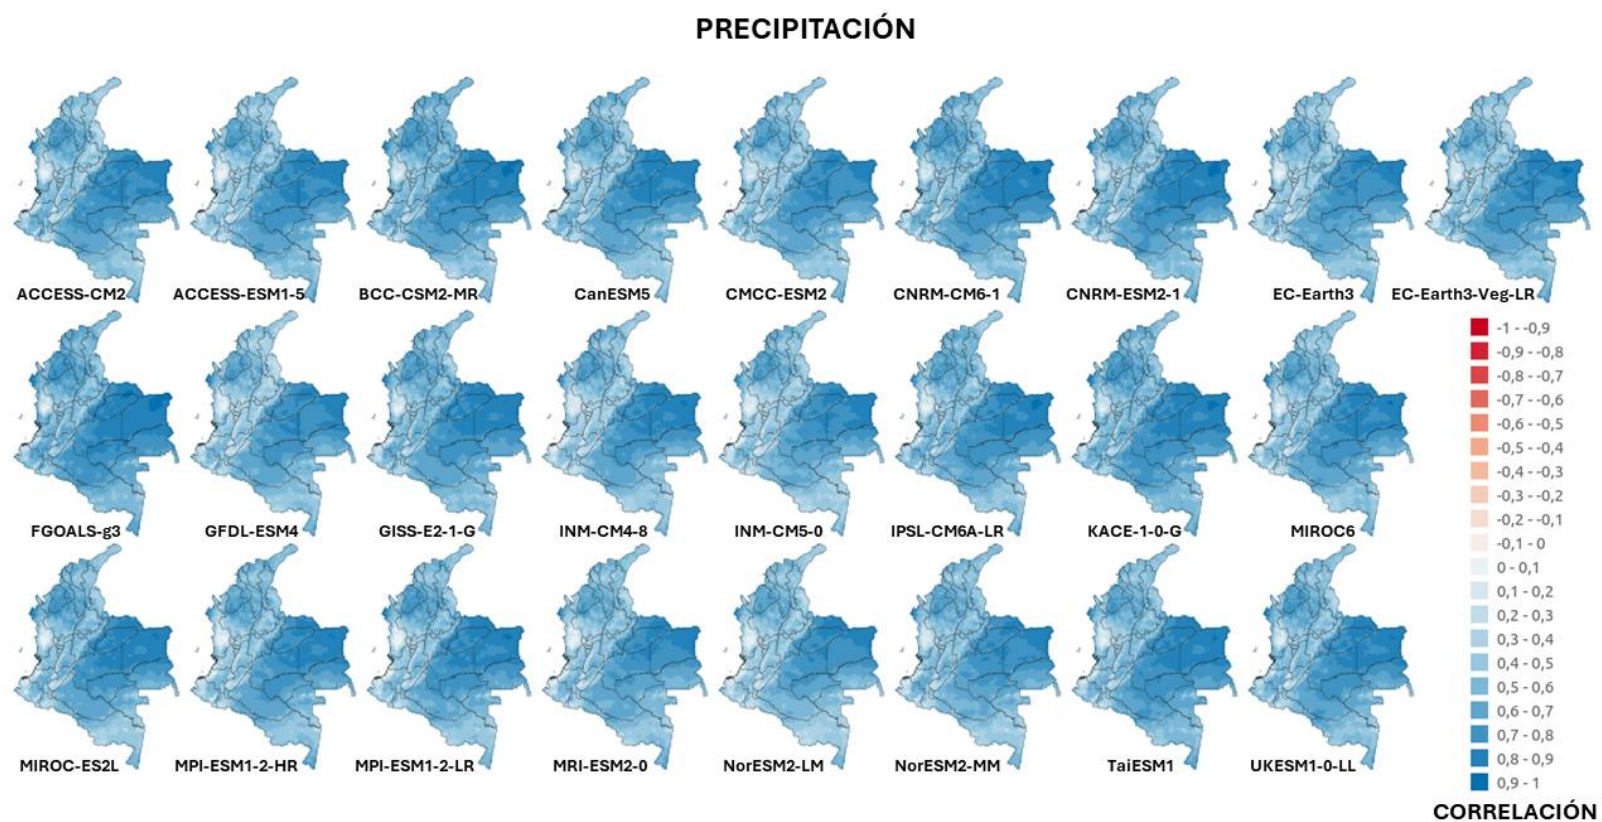 PRECIPITACIÓN
ACCESS-CM2 ACCESS-ESM1-5 BCC-CSM2-MR CanESM5 CMCC-ESM2 CNRM-CM6-1 CNRM-ESM2-1 EC-Earth3 EC-Earth3-Veg-LR
FGOALS-g3 GFDL-ESM4 GISS-E2-1-G INM-CM4-8 INM-CM5-0 IPSL-CM6A-LR KACE-1-0-G MIROC6
MIROC-ES2L MPI-ESM1-2-HR MPI-ESM1-2-LR MRI-ESM2-0 NorESM2-LM NorESM2-MM TaiESM1 UKESM1-0-LL
-1 - -0,9
-0,9 - -0,8
-0,8 - -0,7
-0,7 - -0,6
-0,6 - -0,5
-0,5 - -0,4
-0,4 - -0,3
-0,3 - -0,2
-0,2 - -0,1
-0,1 - 0
0 - 0,1
0,1 - 0,2
0,2 - 0,3
0,3 - 0,4
0,4 - 0,5
0,5 - 0,6
0,6 - 0,7
0,7 - 0,8
0,8 - 0,9
0,9 - 1
CORRELACIÓN